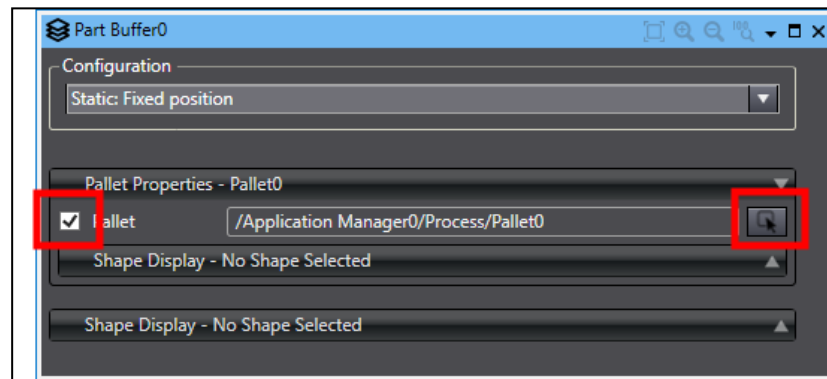 Part Buffer0
Configuration
Static: Fixed position
Pallet Properties - Pallet0
Pallet
/Application Manager0/Process/Pallet0
Shape Display - No Shape Selected
Shape Display - No Shape Selected